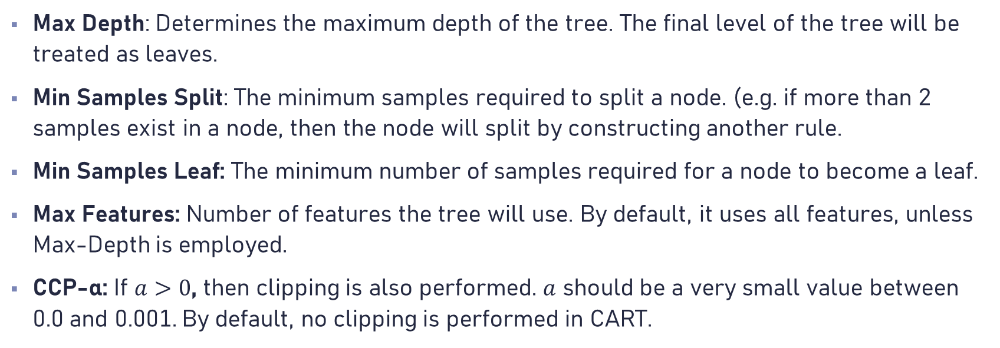 ▪ Max Depth: Determines the maximum depth of the tree. The final level of the tree will be
treated as leaves.
▪ Min Samples Split: The minimum samples required to split a node. (e.g. if more than 2
samples exist in a node, then the node will split by constructing another rule.
▪ Min Samples Leaf: The minimum number of samples required for a node to become a leaf.
▪ Max Features: Number of features the tree will use. By default, it uses all features, unless
Max-Depth is employed.
▪ CCP-α: If 𝑎 > 0, then clipping is also performed. 𝑎 should be a very small value between
0.0 and 0.001. By default, no clipping is performed in CART.